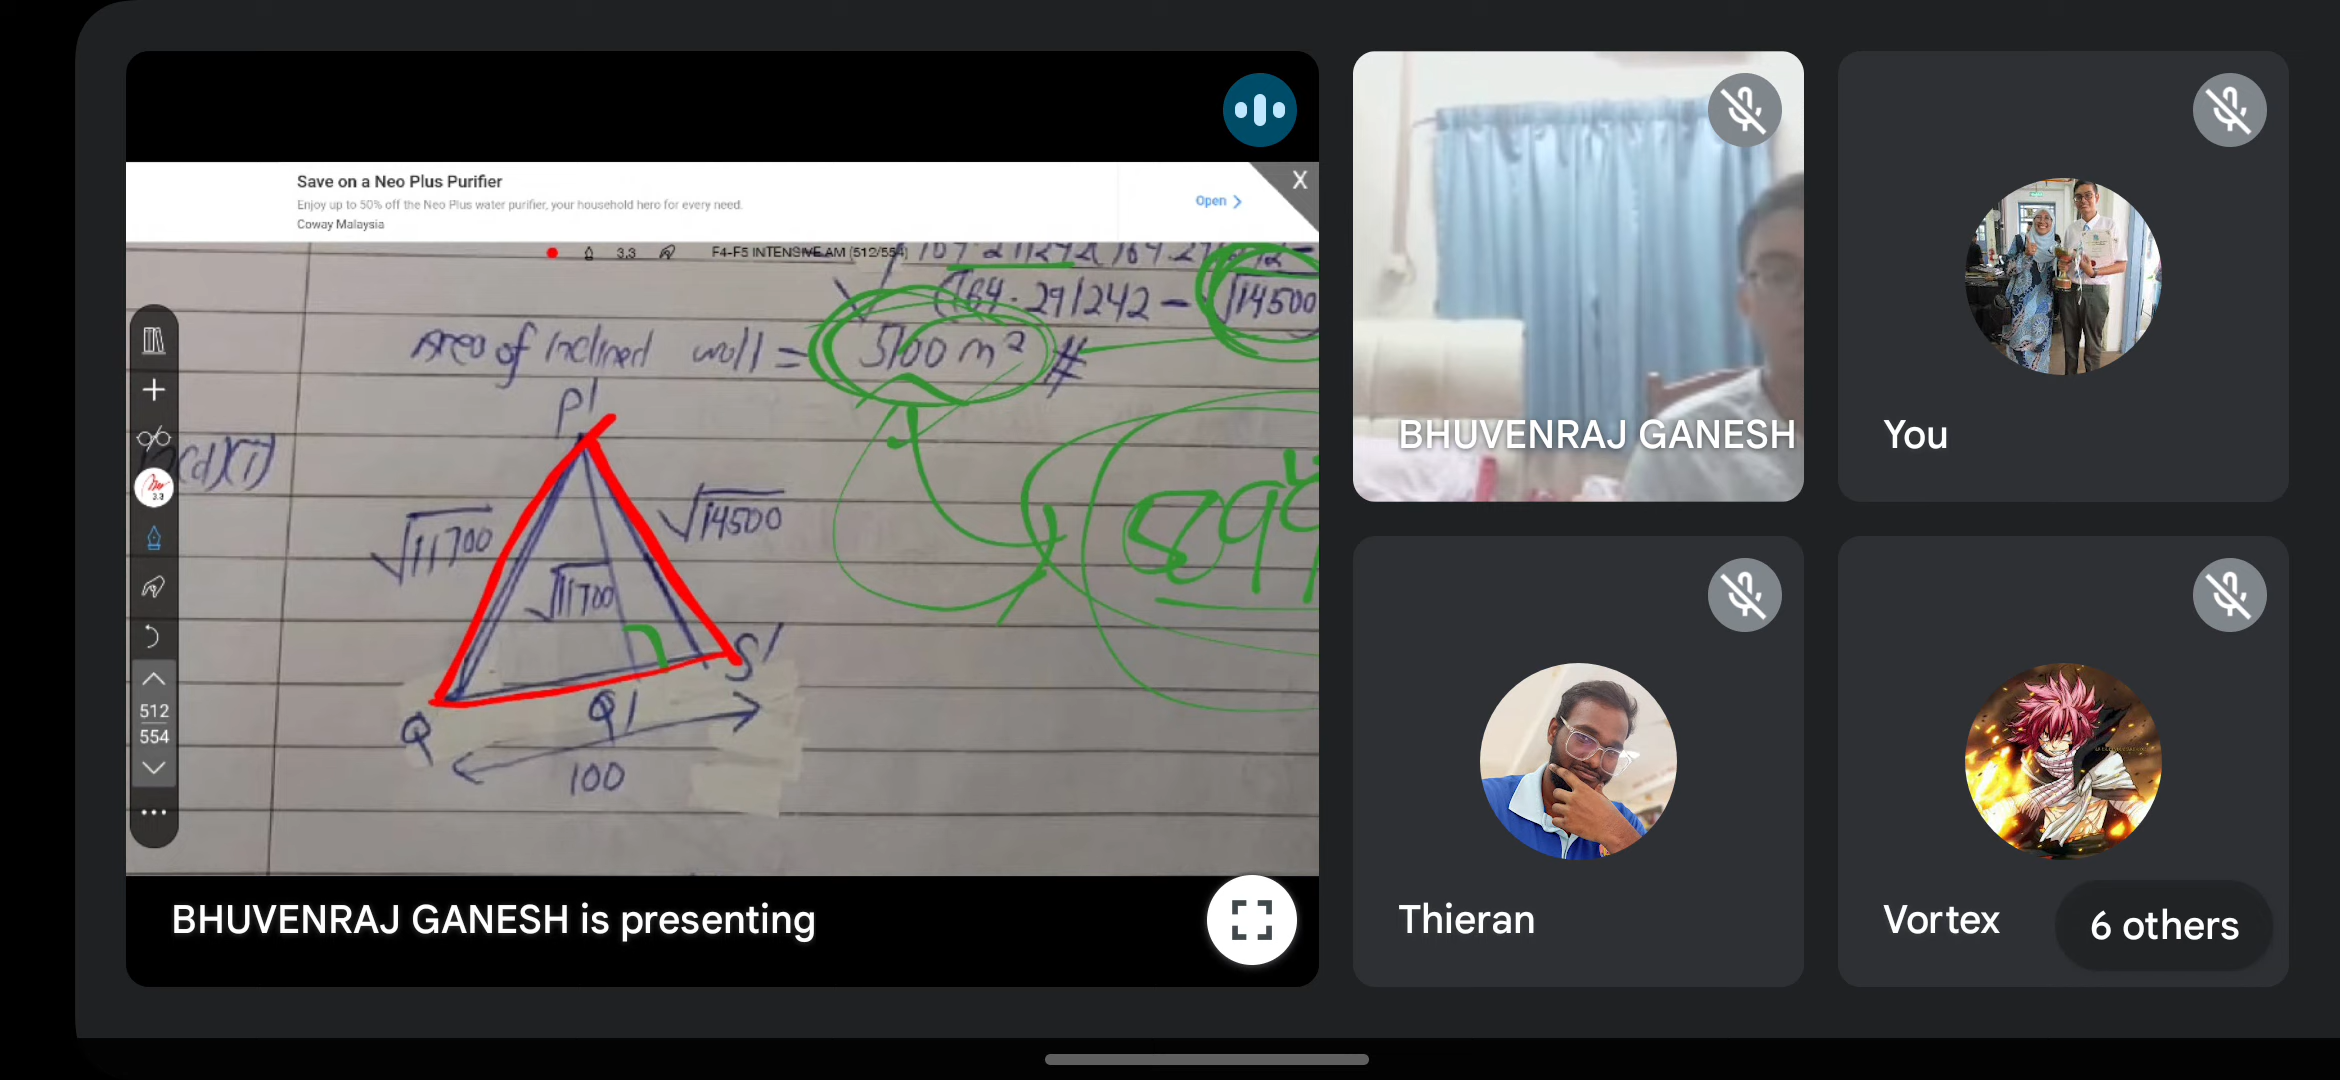 Save on a Neo Plus Purifier
Enjoy up to 50% off the Neo Plus water purifier, your household hero for every need.
Coway Malaysia
Open
X
3.3
F4-F5 INTENSIVE AM (512/554)
(164.291242 - √14500
Area of inclined wall = 5100 m² #
P'
(d)(i)
3.3
√11700
√14500
√11700
S'
Q
Q'
100
599
512
554
BHUVENRAJ GANESH is presenting
BHUVENRAJ GANESH
You
Thieran
Vortex
6 others